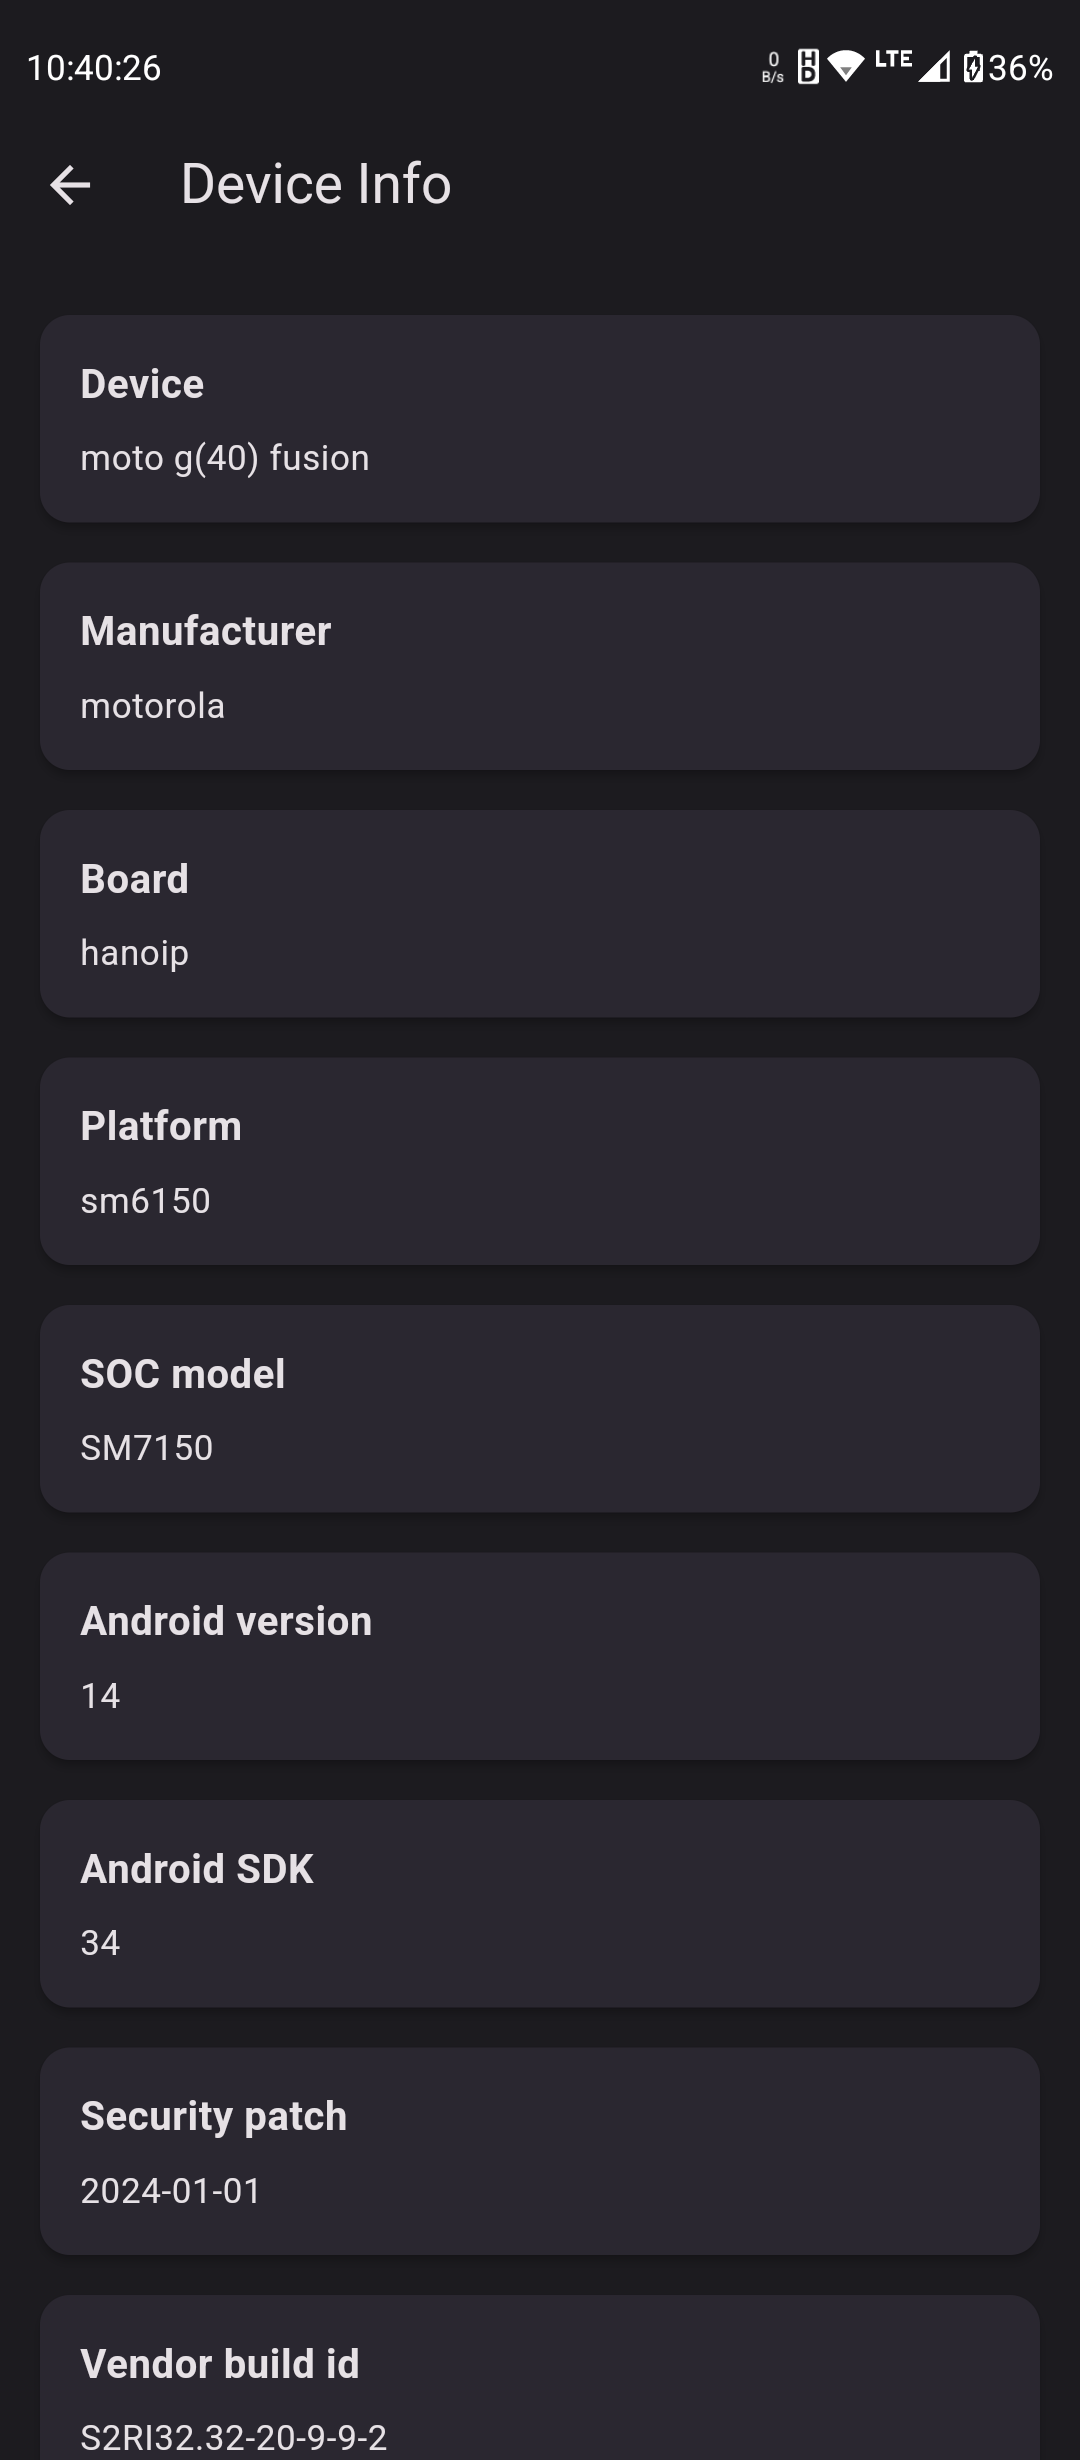 10:40:26
0
B/s
HD
LTE
36%
Device Info
Device
moto g(40) fusion
Manufacturer
motorola
Board
hanoip
Platform
sm6150
SOC model
SM7150
Android version
14
Android SDK
34
Security patch
2024-01-01
Vendor build id
S2RI32.32-20-9-9-2